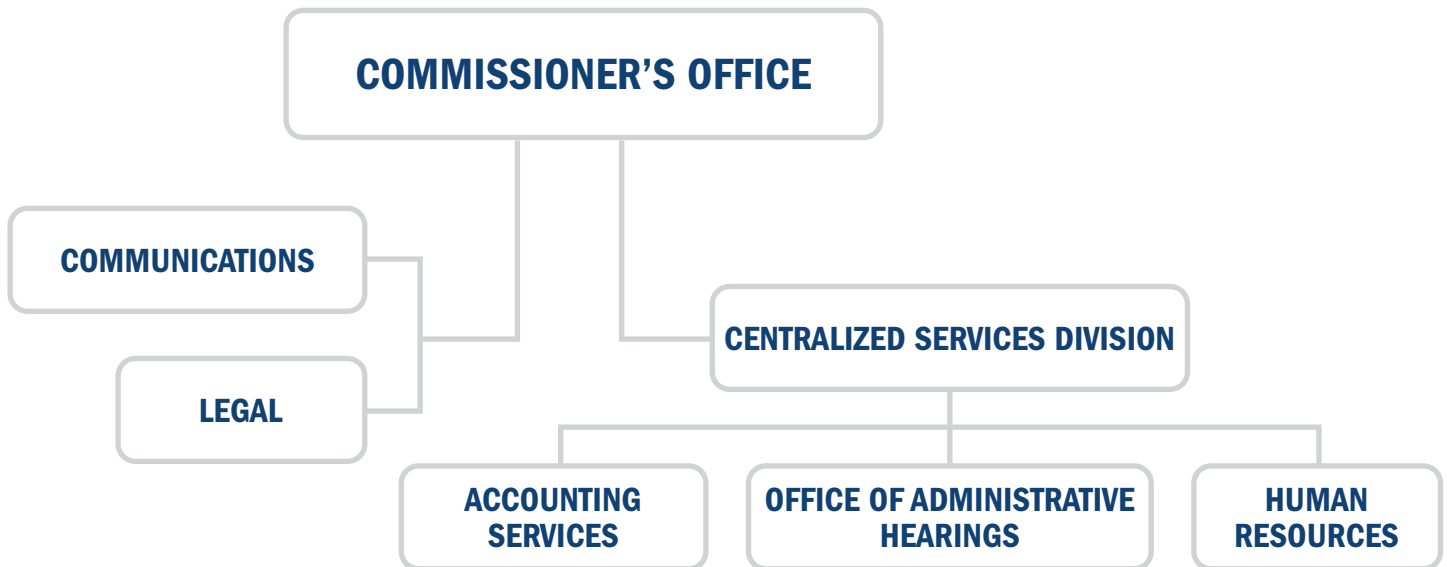 COMMISSIONER’S OFFICE
COMMUNICATIONS
LEGAL
CENTRALIZED SERVICES DIVISION
ACCOUNTING
SERVICES
OFFICE OF ADMINISTRATIVE
HEARINGS
HUMAN
RESOURCES